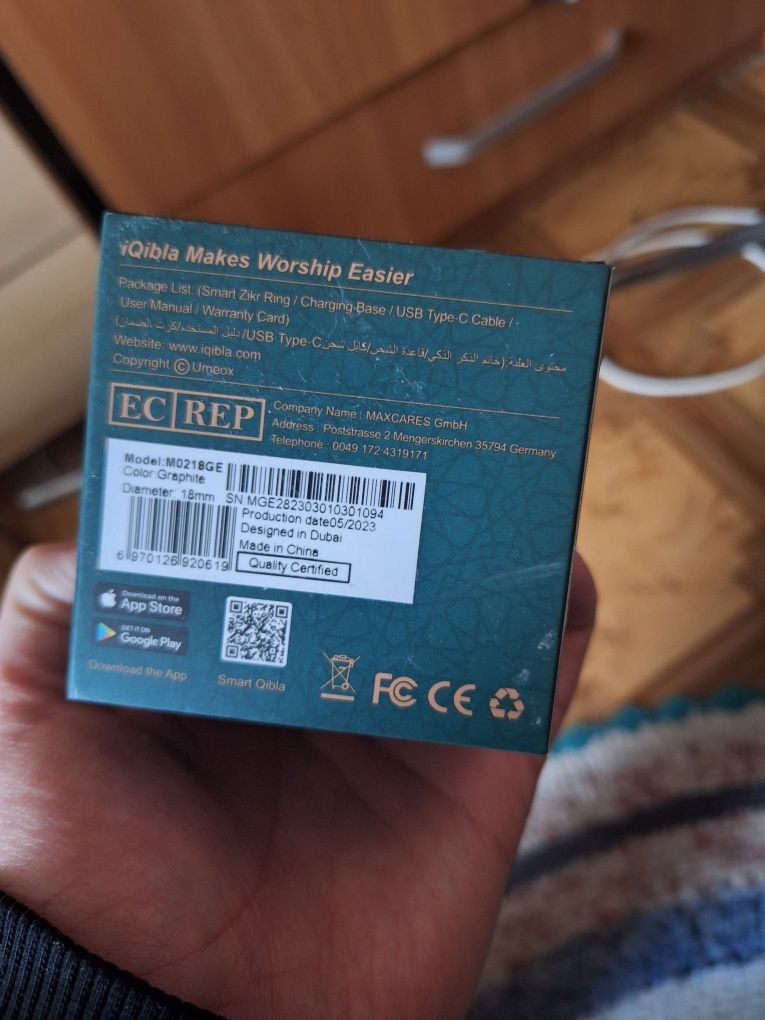 iQibla Makes Worship Easier
Package List: (Smart Zikr Ring / Charging Base / USB Type-C Cable /
User Manual / Warranty Card)
محتوى العلبة:(خاتم الذكر الذكي/قاعدة الشحن/كابل شحنUSB Type-C/دليل المستخدم/كرت الضمان)
Website: www.iqibla.com
Copyright © Umeox
EC REP
Company Name : MAXCARES GmbH
Address : Poststrasse 2 Mengerskirchen 35794 Germany
Telephone : 0049 172 4319171
Model:M0218GE
Color:Graphite
Diameter: 18mm
SN:MGE282303010301094
Production date05/2023
Designed in Dubai
Made in China
Quality Certified
6 970126 920619
Download on the
App Store
GET IT ON
Google Play
Download the App
Smart Qibla
FC CE